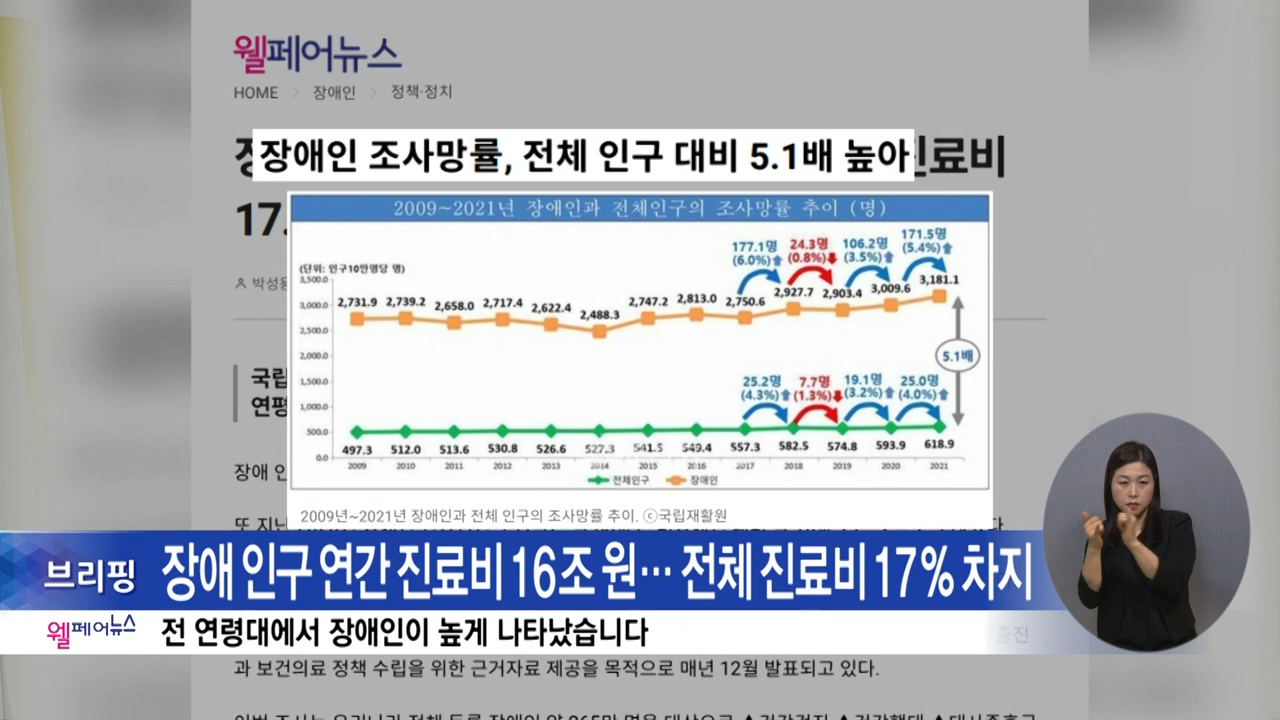 웰페어뉴스
HOME > 장애인 > 정책·정치
장애인 조사망률, 전체 인구 대비 5.1배 높아
진료비
17.
2009~2021년 장애인과 전체인구의 조사망률 추이 (명)
(단위: 인구10만명당 명)
177.1명 24.3명 106.2명 171.5명
(6.0%) (0.8%) (3.5%) (5.4%)
3,500.0
3,000.0
2,500.0
2,000.0
1,500.0
1,000.0
500.0
0.0
2,731.9 2,739.2 2,658.0 2,717.4 2,622.4 2,488.3 2,747.2 2,813.0 2,750.6 2,927.7 2,903.4 3,009.6 3,181.1
5.1배
25.2명 7.7명 19.1명 25.0명
(4.3%) (1.3%) (3.2%) (4.0%)
497.3 512.0 513.6 530.8 526.6 527.3 541.5 549.4 557.3 582.5 574.8 593.9 618.9
2009 2010 2011 2012 2013 2014 2015 2016 2017 2018 2019 2020 2021
전체인구 장애인
2009년~2021년 장애인과 전체 인구의 조사망률 추이. ⓒ국립재활원
박성용
국립
연평
장애 인
또 지난
브리핑 장애 인구 연간 진료비 16조 원… 전체 진료비 17% 차지
웰페어뉴스 전 연령대에서 장애인이 높게 나타났습니다
증진
과 보건의료 정책 수립을 위한 근거자료 제공을 목적으로 매년 12월 발표되고 있다.